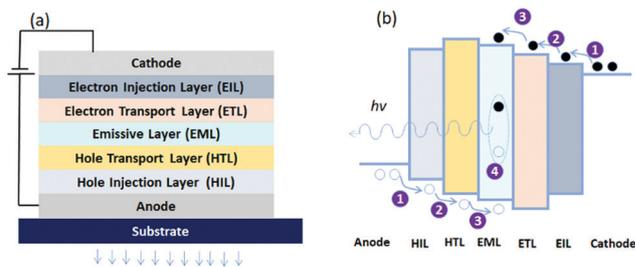 (a)
Cathode
Electron Injection Layer (EIL)
Electron Transport Layer (ETL)
Emissive Layer (EML)
Hole Transport Layer (HTL)
Hole Injection Layer (HIL)
Anode
Substrate
(b)
3
2
1
hv
4
1
2
3
Anode HIL HTL EML ETL EIL Cathode